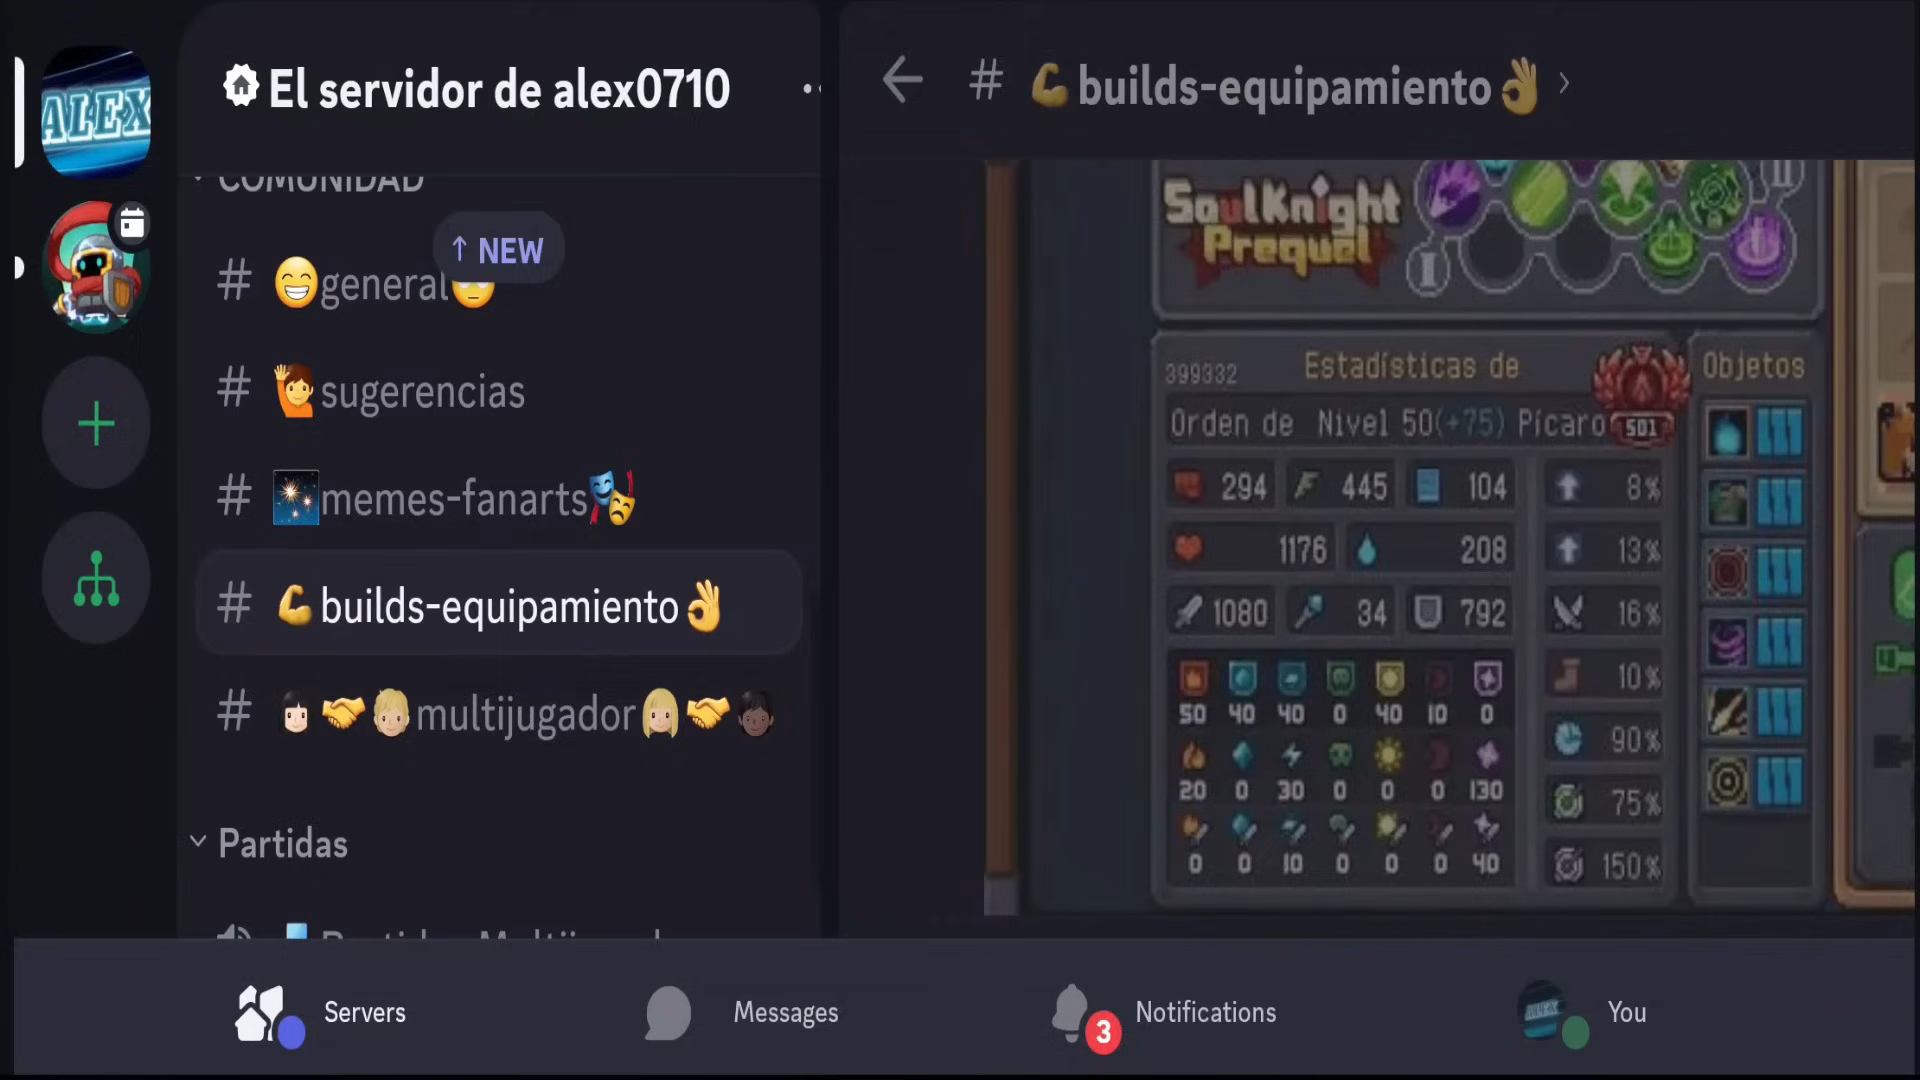 ALEX
El servidor de alex0710
COMUNIDAD
↑ NEW
# 😁general🙄
# 🙋sugerencias
# 🎇memes-fanarts🎭
# 💪builds-equipamiento👌
# 👩🏻🤝👩🏼multijugador👩🏼🤝👩🏿
Partidas
# 💪builds-equipamiento👌 ›
Soul Knight
Prequel
I
II
399332
Estadísticas de
Orden de Nivel 50(+75) Pícaro
501
294 445 104
1176 208
1080 34 792
50 40 40 0 40 10 0
20 0 30 0 0 0 130
0 0 10 0 0 0 40
8%
13%
16%
10%
90%
75%
150%
Objetos
Servers
Messages
3
Notifications
You